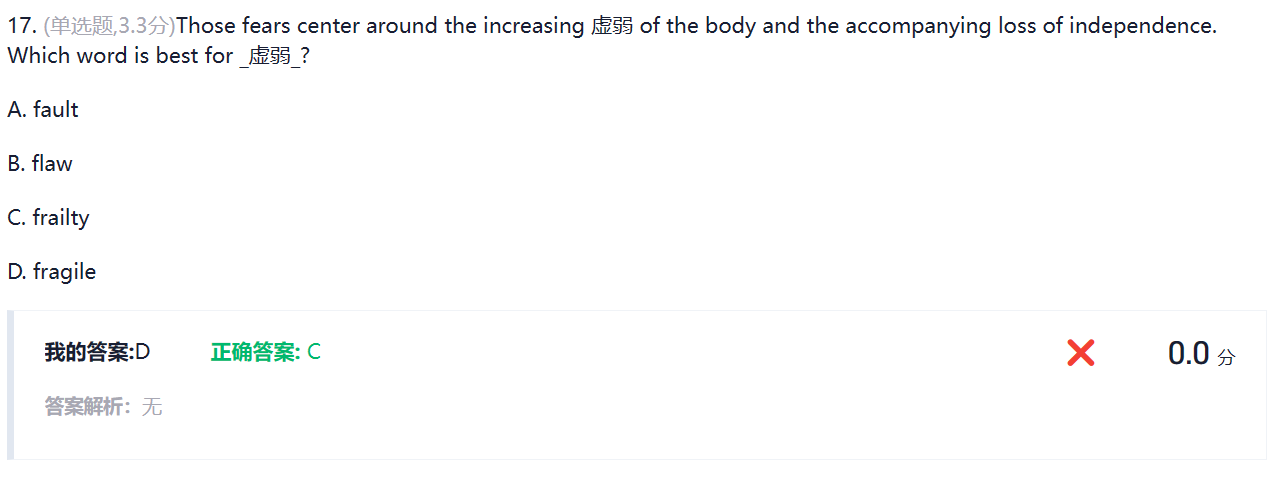 17. (单选题,3.3分)Those fears center around the increasing 虚弱 of the body and the accompanying loss of independence.
Which word is best for _虚弱_?
A. fault
B. flaw
C. frailty
D. fragile
我的答案:D 正确答案: C 0.0 分
答案解析：无